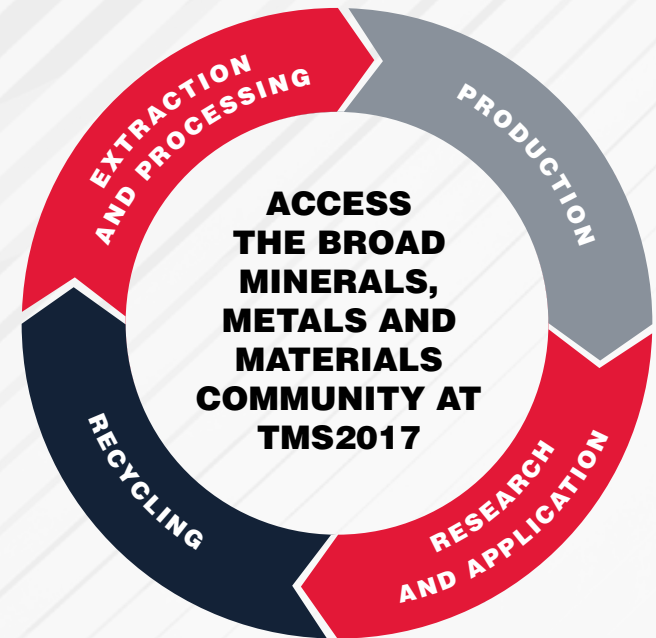 EXTRACTION
AND PROCESSING
PRODUCTION
ACCESS
THE BROAD
MINERALS,
METALS AND
MATERIALS
COMMUNITY AT
TMS2017
RECYCLING
RESEARCH
AND APPLICATION